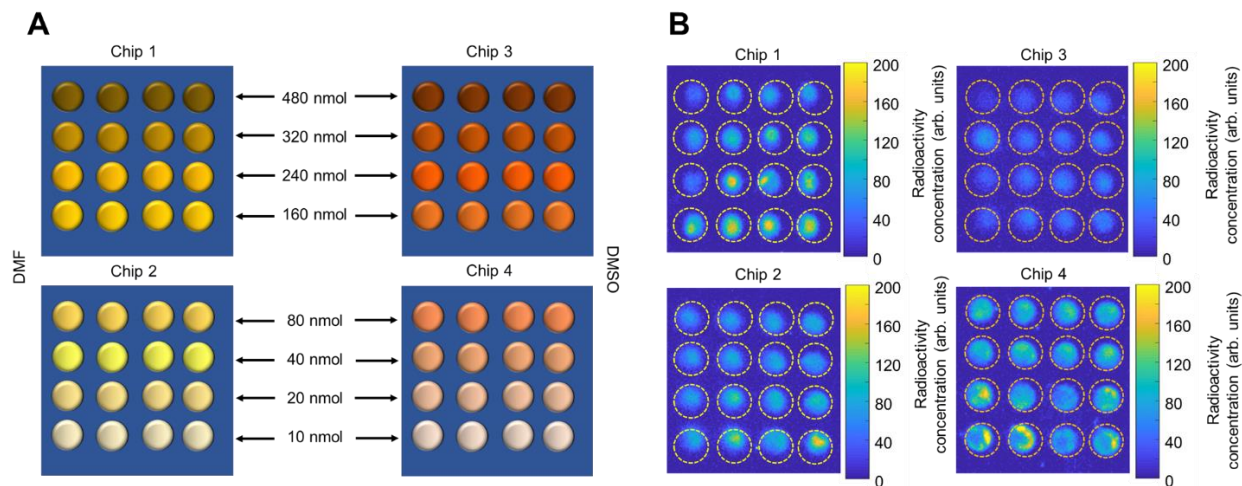 A
B
Chip 1
Chip 3
480 nmol
320 nmol
240 nmol
160 nmol
DMF
DMSO
Chip 2
Chip 4
80 nmol
40 nmol
20 nmol
10 nmol
Chip 1
200
160
120
80
40
0
Radioactivity
concentration (arb. units)
Chip 3
200
160
120
80
40
0
Radioactivity
concentration (arb. units)
Chip 2
200
160
120
80
40
0
Radioactivity
concentration (arb. units)
Chip 4
200
160
120
80
40
0
Radioactivity
concentration (arb. units)